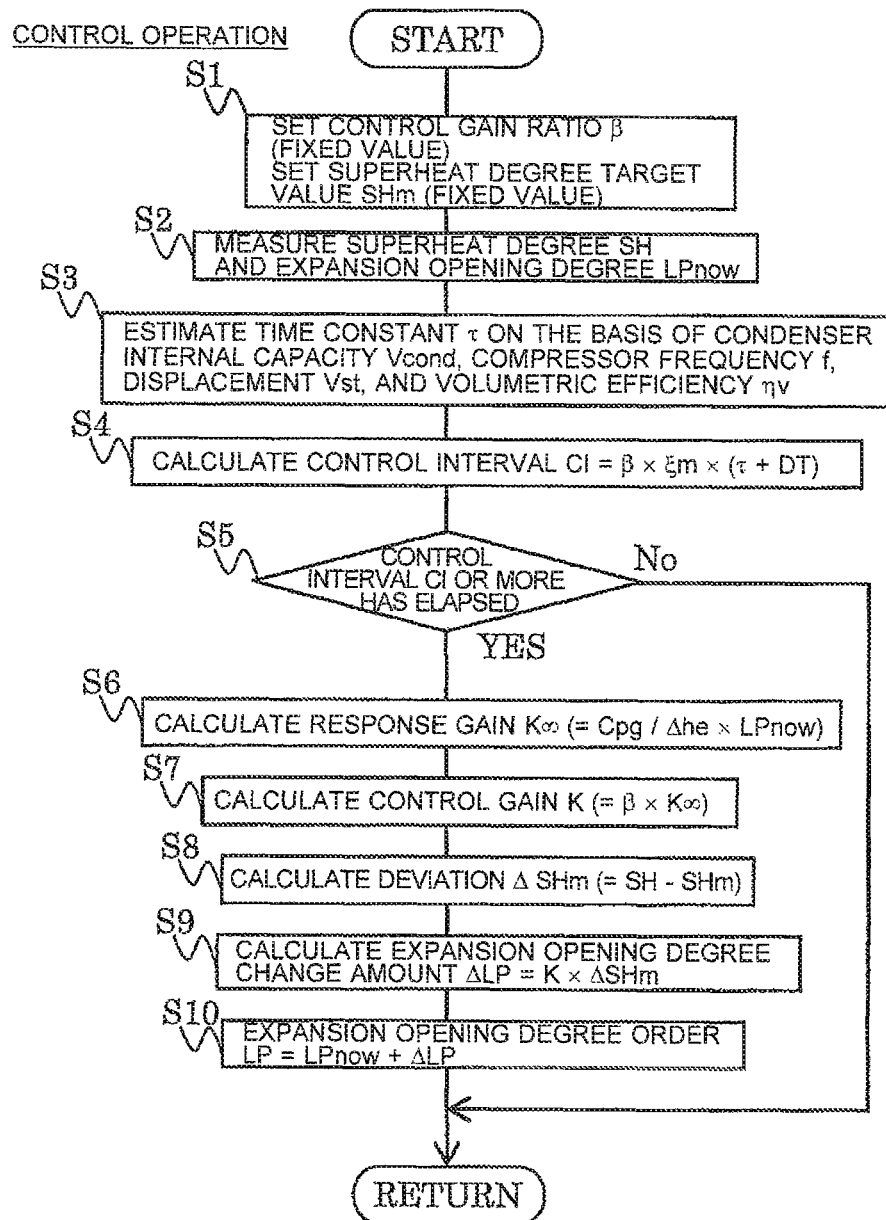 CONTROL OPERATION
START
S1
SET CONTROL GAIN RATIO β
(FIXED VALUE)
SET SUPERHEAT DEGREE TARGET
VALUE SHm (FIXED VALUE)
S2
MEASURE SUPERHEAT DEGREE SH
AND EXPANSION OPENING DEGREE LPnow
S3
ESTIMATE TIME CONSTANT τ ON THE BASIS OF CONDENSER
INTERNAL CAPACITY Vcond, COMPRESSOR FREQUENCY f,
DISPLACEMENT Vst, AND VOLUMETRIC EFFICIENCY ηv
S4
CALCULATE CONTROL INTERVAL CI = β × ξm × (τ + DT)
S5
CONTROL
INTERVAL CI OR MORE
HAS ELAPSED
No
YES
S6
CALCULATE RESPONSE GAIN K∞ (= Cpg / Δhe × LPnow)
S7
CALCULATE CONTROL GAIN K (= β × K∞)
S8
CALCULATE DEVIATION Δ SHm (= SH - SHm)
S9
CALCULATE EXPANSION OPENING DEGREE
CHANGE AMOUNT ΔLP = K × ΔSHm
S10
EXPANSION OPENING DEGREE ORDER
LP = LPnow + ΔLP
RETURN